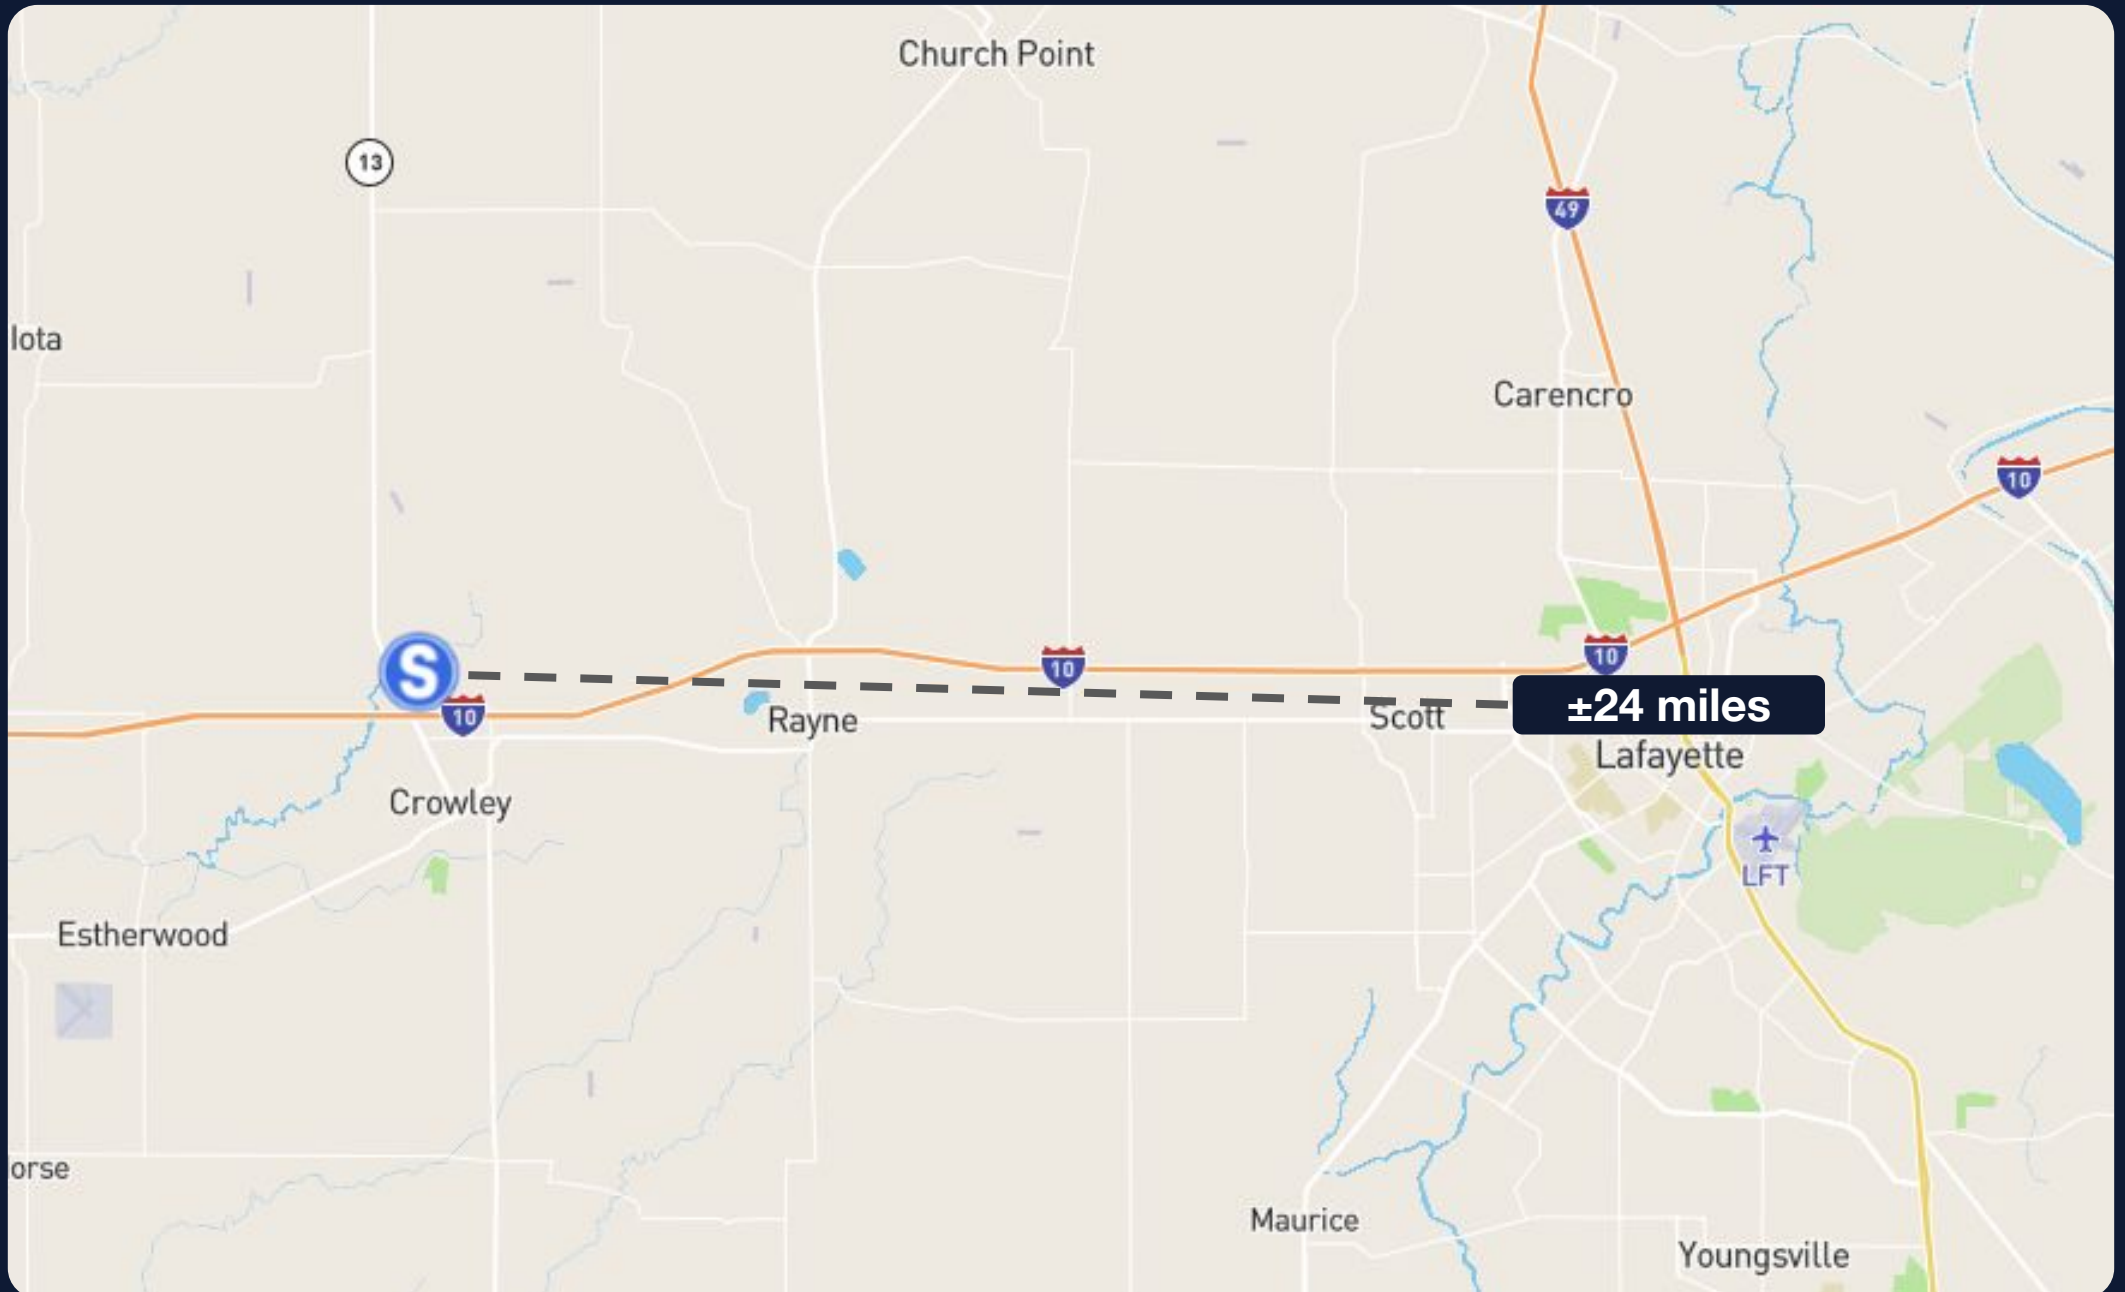 Church Point
13
49
Iota
Carencro
10
S
10
10
10
±24 miles
Rayne
Scott
Lafayette
Crowley
LFT
Estherwood
orse
Maurice
Youngsville